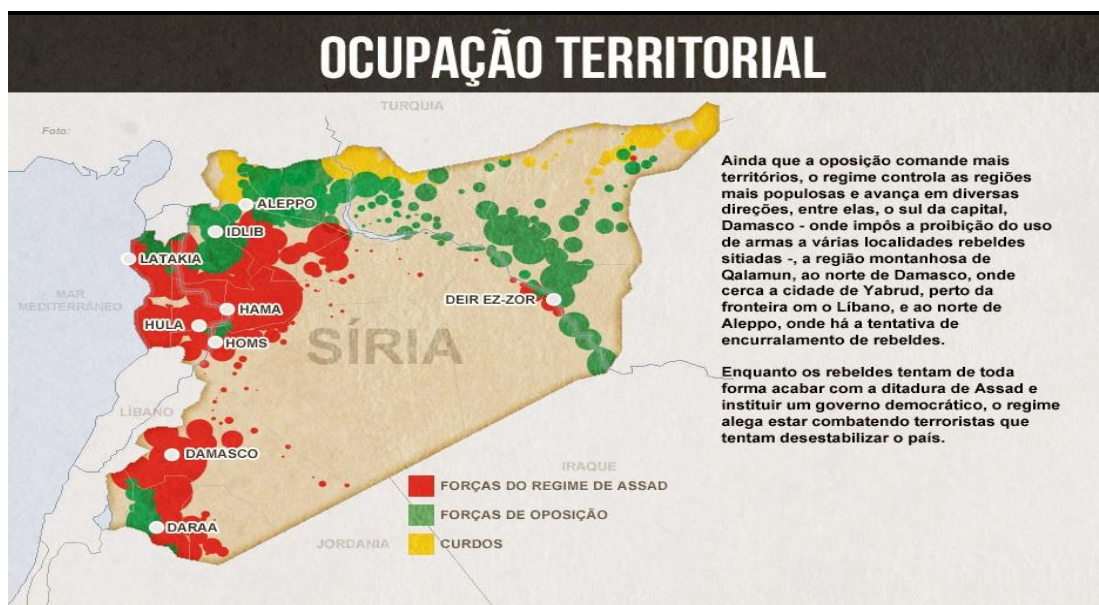 OCUPAÇÃO TERRITORIAL
TURQUIA
Foto:
ALEPPO
IDLIB
LATAKIA
MAR
MEDITERRÂNEO
DEIR EZ-ZOR
HAMA
HULA
SÍRIA
HOMS
LÍBANO
DAMASCO
IRAQUE
DARAA
JORDANIA
FORÇAS DO REGIME DE ASSAD
FORÇAS DE OPOSIÇÃO
CURDOS
Ainda que a oposição comande mais
territórios, o regime controla as regiões
mais populosas e avança em diversas
direções, entre elas, o sul da capital,
Damasco - onde impôs a proibição do uso
de armas a várias localidades rebeldes
sitiadas -, a região montanhosa de
Qalamun, ao norte de Damasco, onde
cerca a cidade de Yabrud, perto da
fronteira om o Líbano, e ao norte de
Aleppo, onde há a tentativa de
encurralamento de rebeldes.
Enquanto os rebeldes tentam de toda
forma acabar com a ditadura de Assad e
instituir um governo democrático, o regime
alega estar combatendo terroristas que
tentam desestabilizar o país.